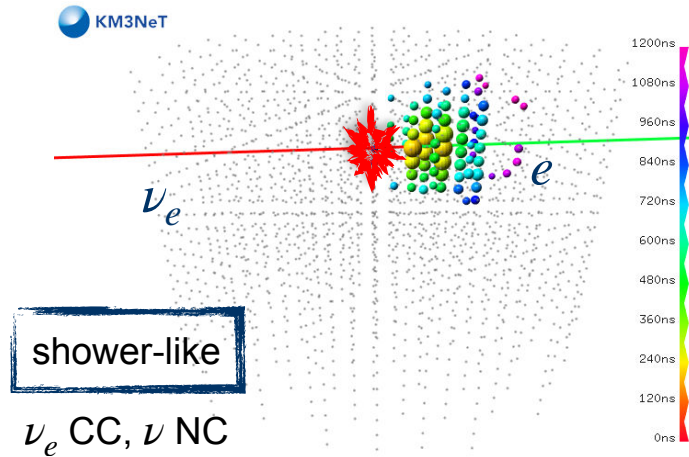 KM3NeT
1200ns
1080ns
960ns
840ns
720ns
600ns
480ns
360ns
240ns
120ns
0ns
νₑ
e
shower-like
νₑ CC, ν NC